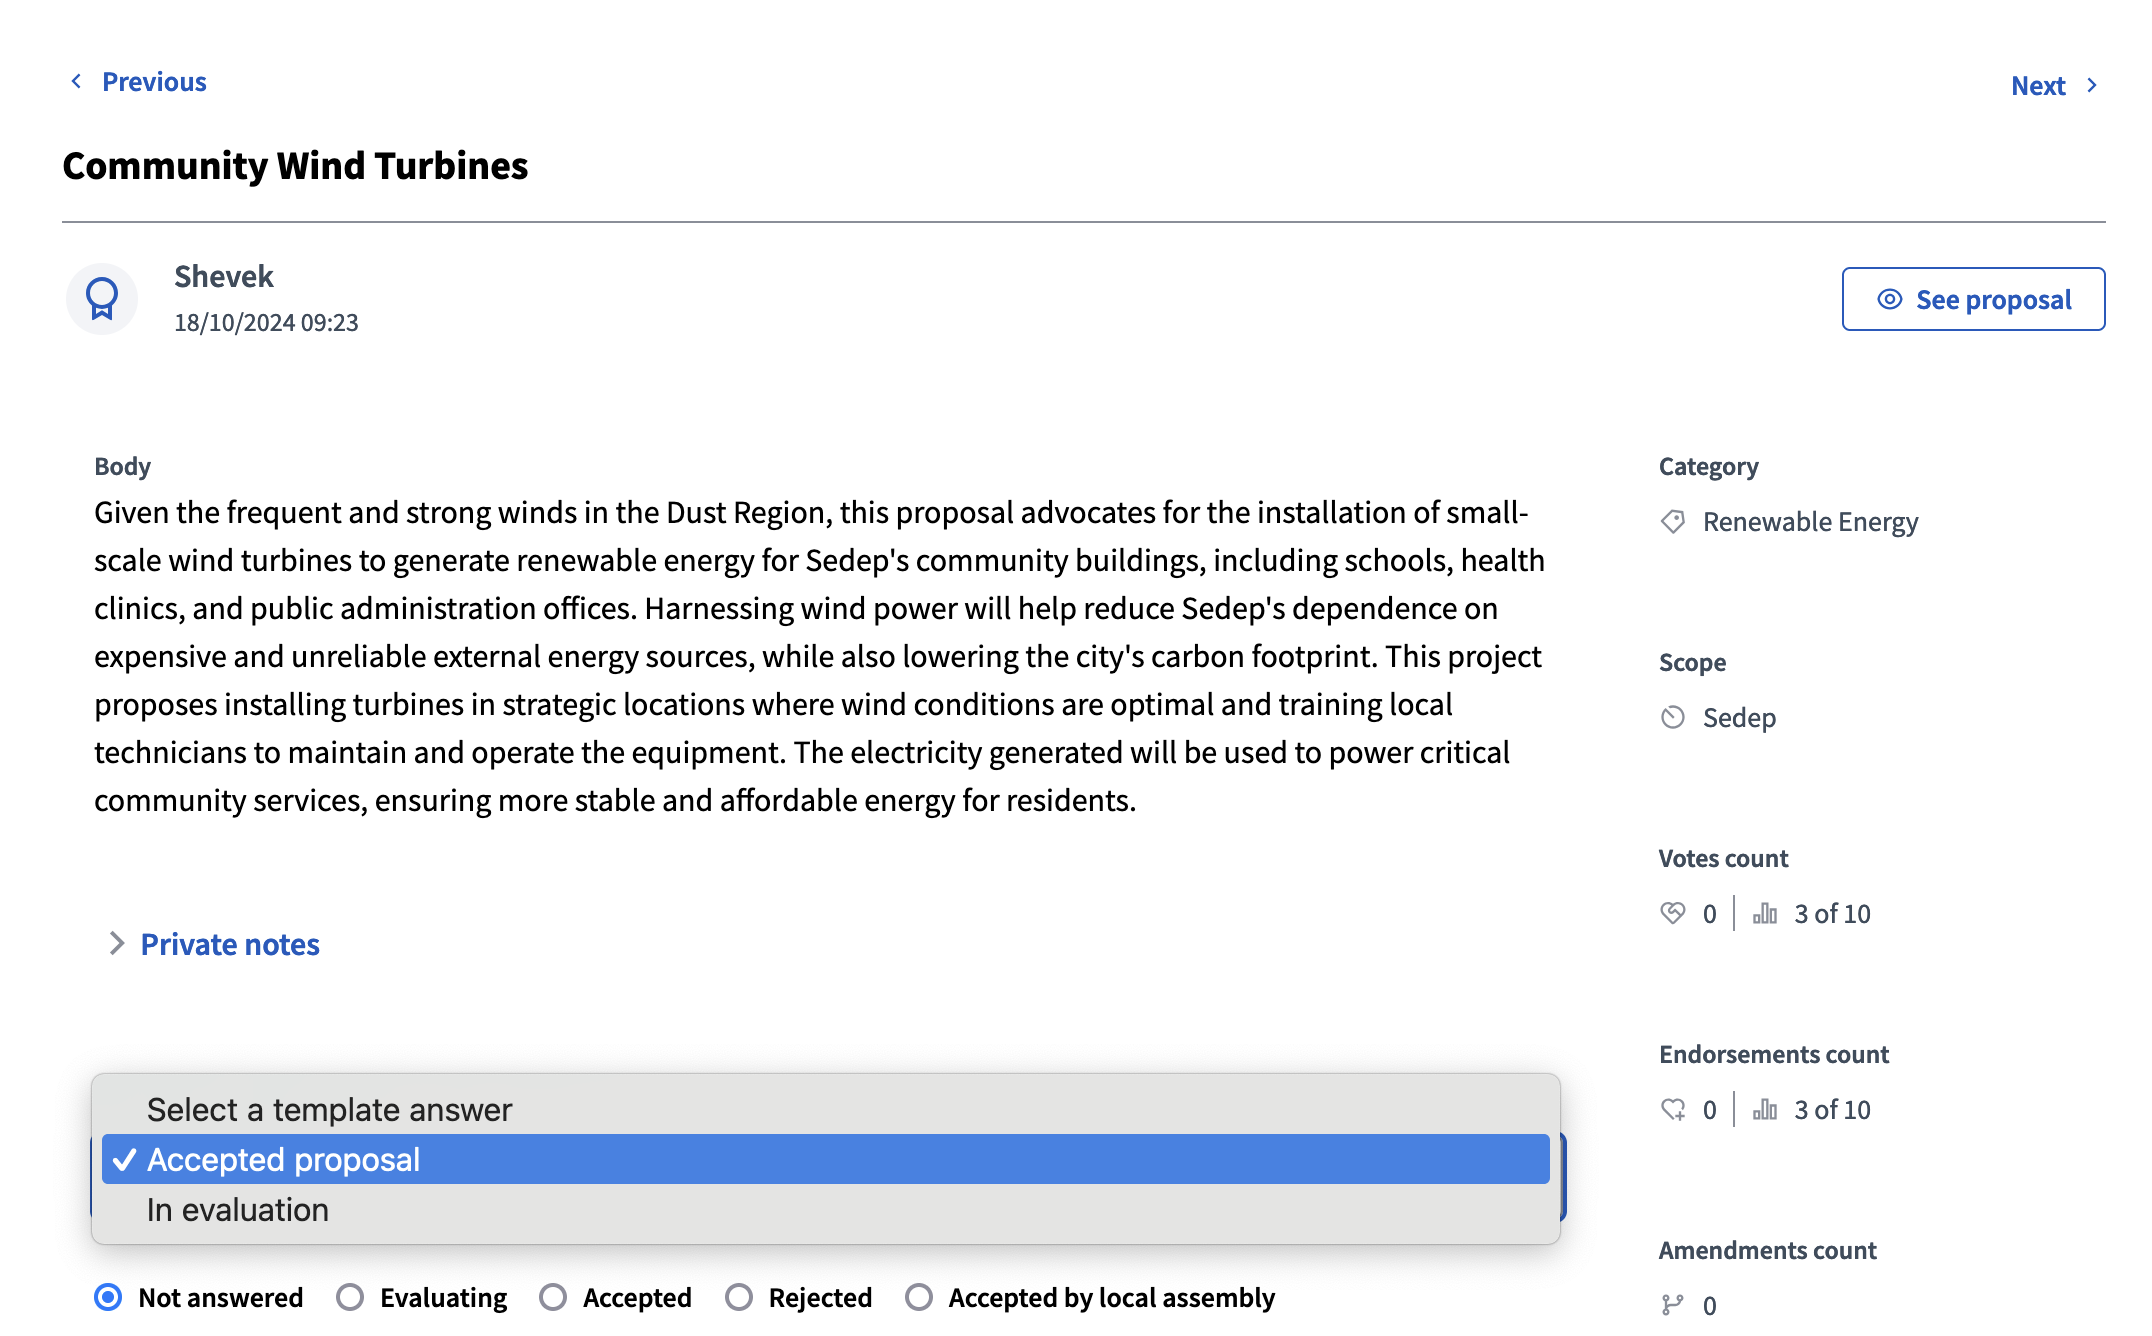 Previous
Next
Community Wind Turbines
Shevek
18/10/2024 09:23
See proposal
Body
Given the frequent and strong winds in the Dust Region, this proposal advocates for the installation of small-
scale wind turbines to generate renewable energy for Sedep's community buildings, including schools, health
clinics, and public administration offices. Harnessing wind power will help reduce Sedep's dependence on
expensive and unreliable external energy sources, while also lowering the city's carbon footprint. This project
proposes installing turbines in strategic locations where wind conditions are optimal and training local
technicians to maintain and operate the equipment. The electricity generated will be used to power critical
community services, ensuring more stable and affordable energy for residents.
Private notes
Select a template answer
Accepted proposal
In evaluation
Not answered
Evaluating
Accepted
Rejected
Accepted by local assembly
Category
Renewable Energy
Scope
Sedep
Votes count
0
3 of 10
Endorsements count
0
3 of 10
Amendments count
0